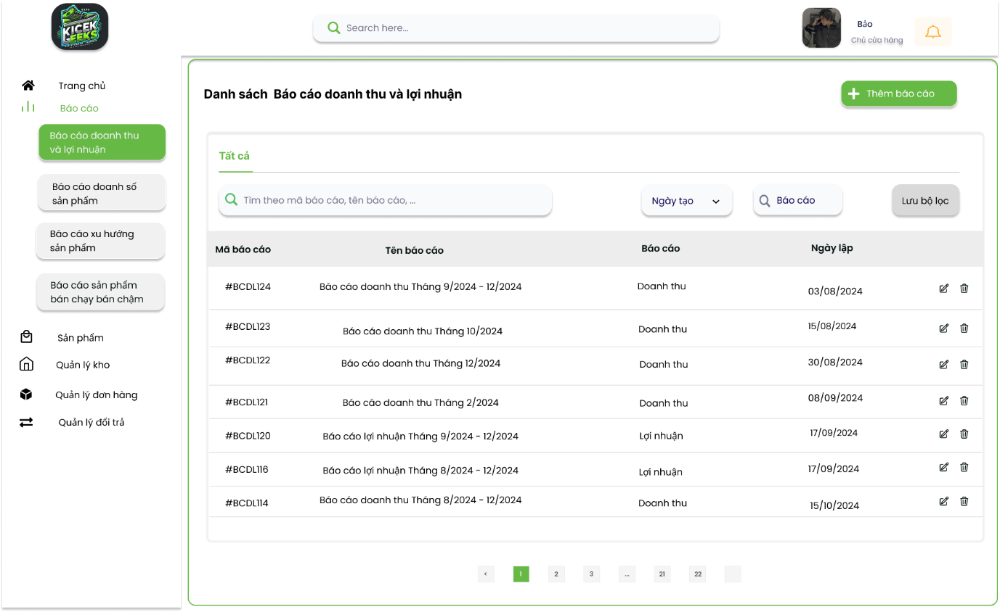 KICEK
GEEKS
Search here...
Bảo
Chủ cửa hàng
Trang chủ
Báo cáo
Báo cáo doanh thu
và lợi nhuận
Báo cáo doanh số
sản phẩm
Báo cáo xu hướng
sản phẩm
Báo cáo sản phẩm
bán chạy bán chậm
Sản phẩm
Quản lý kho
Quản lý đơn hàng
Quản lý đổi trả
Danh sách Báo cáo doanh thu và lợi nhuận
Thêm báo cáo
Tất cả
Tìm theo mã báo cáo, tên báo cáo, ...
Ngày tạo
Báo cáo
Lưu bộ lọc
Mã báo cáo Tên báo cáo Báo cáo Ngày lập
#BCDL124 Báo cáo doanh thu Tháng 9/2024 - 12/2024 Doanh thu 03/08/2024
#BCDL123 Báo cáo doanh thu Tháng 10/2024 Doanh thu 15/08/2024
#BCDL122 Báo cáo doanh thu Tháng 12/2024 Doanh thu 30/08/2024
#BCDL121 Báo cáo doanh thu Tháng 2/2024 Doanh thu 08/09/2024
#BCDL120 Báo cáo lợi nhuận Tháng 9/2024 - 12/2024 Lợi nhuận 17/09/2024
#BCDL116 Báo cáo lợi nhuận Tháng 8/2024 - 12/2024 Lợi nhuận 17/09/2024
#BCDL114 Báo cáo doanh thu Tháng 8/2024 - 12/2024 Doanh thu 15/10/2024
< 1 2 3 ... 21 22